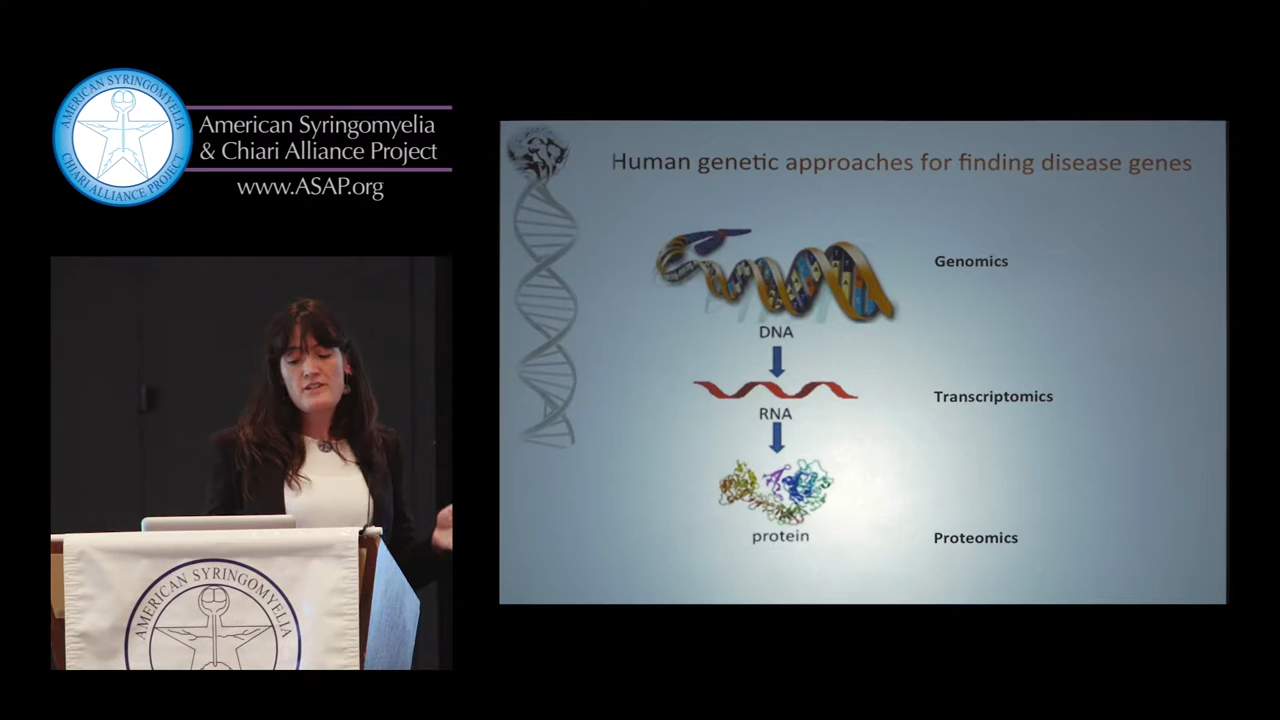 AMERICAN SYRINGOMYELIA
CHIARI ALLIANCE PROJECT
American Syringomyelia
& Chiari Alliance Project
www.ASAP.org
Human genetic approaches for finding disease genes
Genomics
DNA
Transcriptomics
RNA
protein
Proteomics
AMERICAN SYRINGOMYELIA